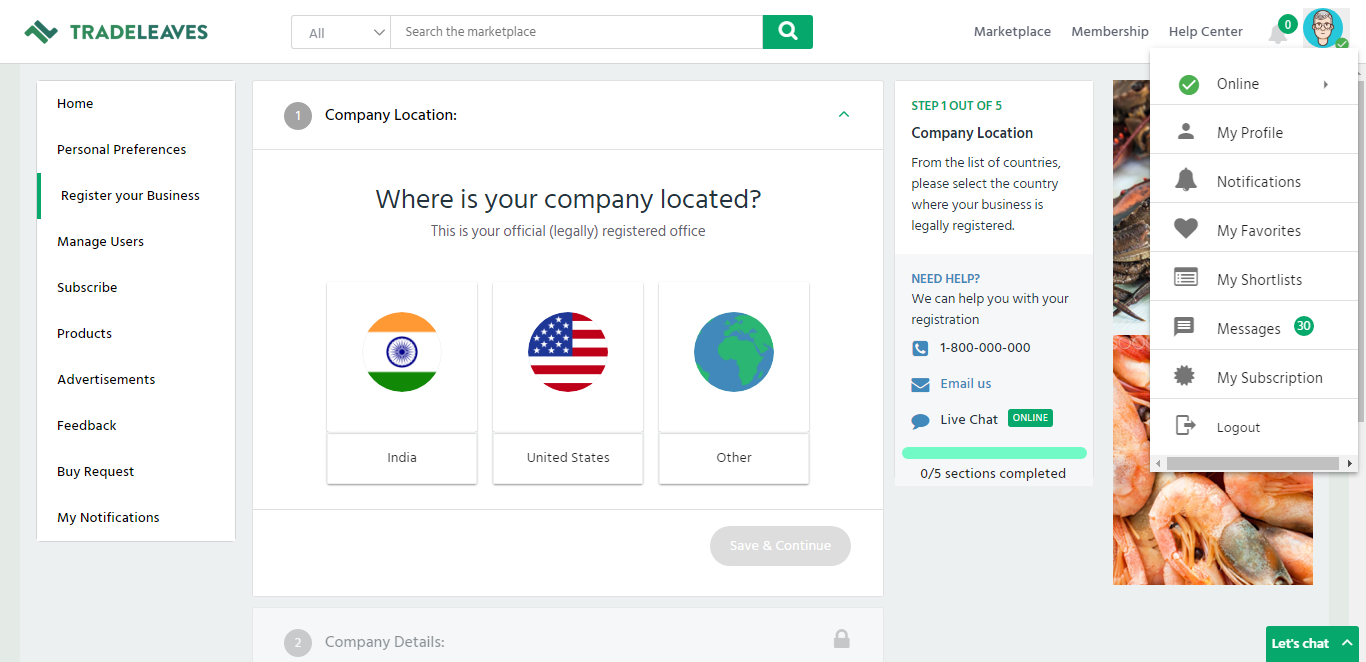 TRADELEAVES
All
Search the marketplace
Marketplace
Membership
Help Center
0
Home
Personal Preferences
Register your Business
Manage Users
Subscribe
Products
Advertisements
Feedback
Buy Request
My Notifications
1
Company Location:
Where is your company located?
This is your official (legally) registered office
India
United States
Other
Save & Continue
2
Company Details:
STEP 1 OUT OF 5
Company Location
From the list of countries,
please select the country
where your business is
legally registered.
NEED HELP?
We can help you with your
registration
1-800-000-000
Email us
Live Chat ONLINE
0/5 sections completed
Online
My Profile
Notifications
My Favorites
My Shortlists
Messages 30
My Subscription
Logout
Let's chat